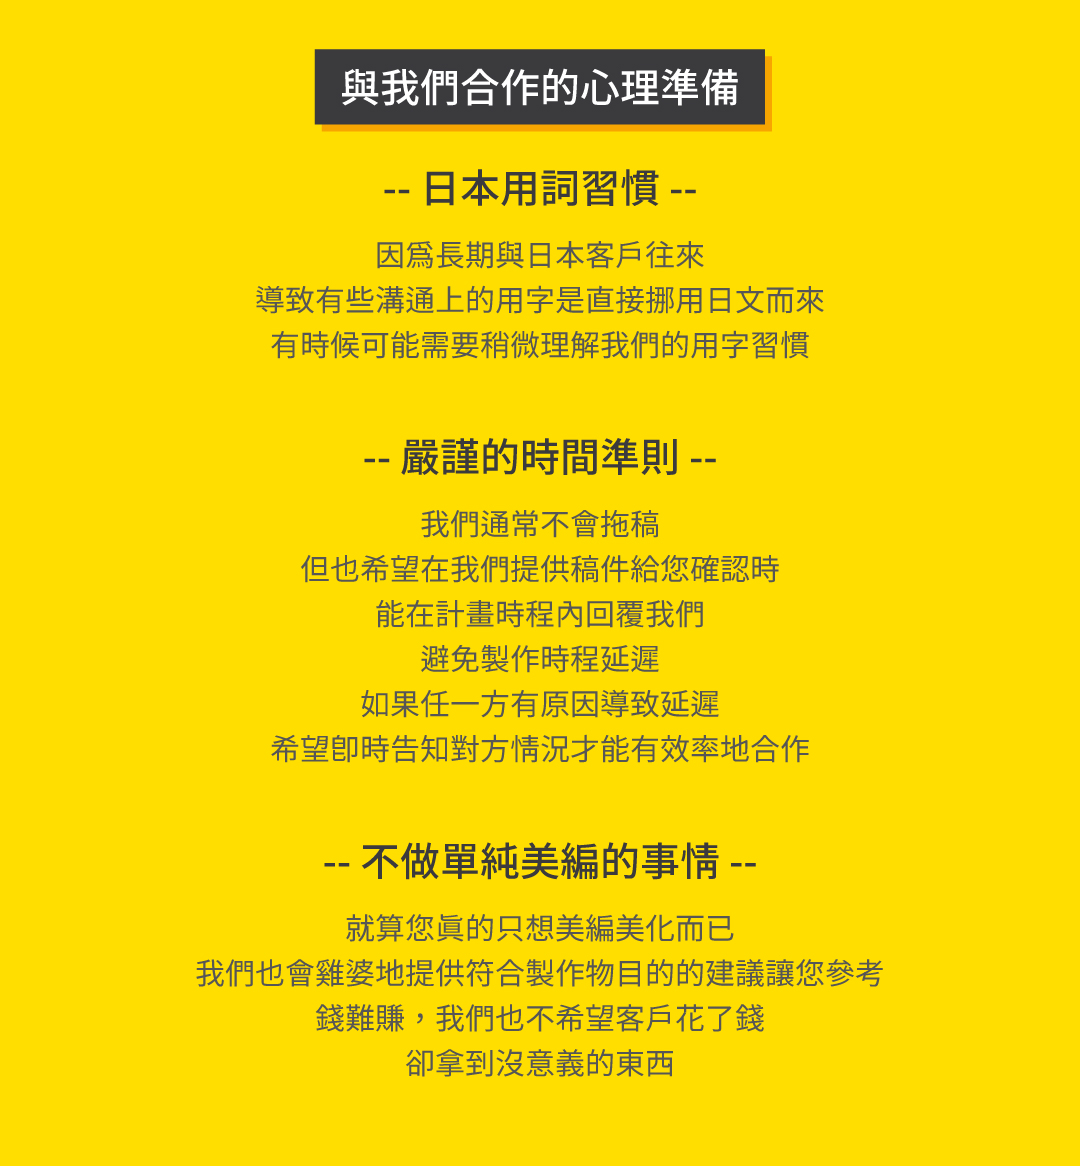 與我們合作的心理準備
-- 日本用詞習慣 --
因爲長期與日本客戶往來
導致有些溝通上的用字是直接挪用日文而來
有時候可能需要稍微理解我們的用字習慣
-- 嚴謹的時間準則 --
我們通常不會拖稿
但也希望在我們提供稿件給您確認時
能在計畫時程內回覆我們
避免製作時程延遲
如果任一方有原因導致延遲
希望卽時告知對方情況才能有效率地合作
-- 不做單純美編的事情 --
就算您眞的只想美編美化而已
我們也會雞婆地提供符合製作物目的的建議讓您參考
錢難賺，我們也不希望客戶花了錢
卻拿到沒意義的東西